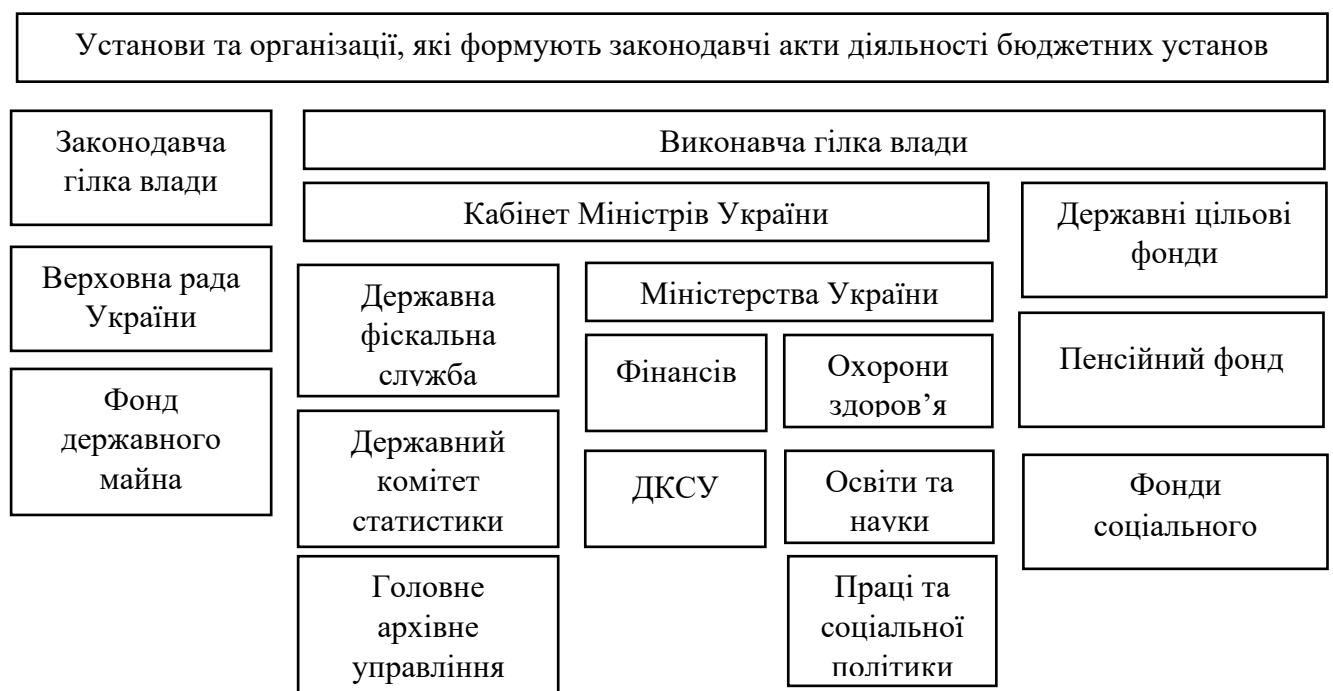 Установи та організації, які формують законодавчі акти діяльності бюджетних установ
Законодавча
гілка влади
Виконавча гілка влади
Кабінет Міністрів України
Державні цільові
фонди
Верховна рада
України
Державна
фіскальна
служба
Міністерства України
Фінансів
Охорони
здоров’я
Пенсійний фонд
Фонд
державного
майна
Державний
комітет
статистики
ДКСУ
Освіти та
науки
Фонди
соціального
Головне
архівне
управління
Праці та
соціальної
політики